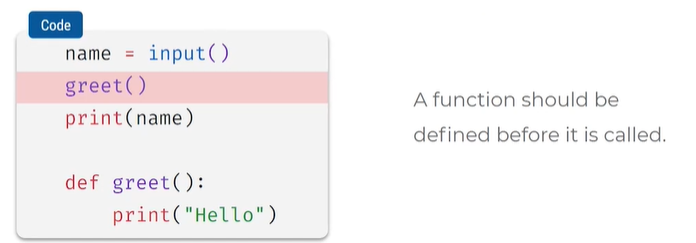 Code
name = input()
greet()
print(name)
def greet():
    print("Hello")
A function should be
defined before it is called.